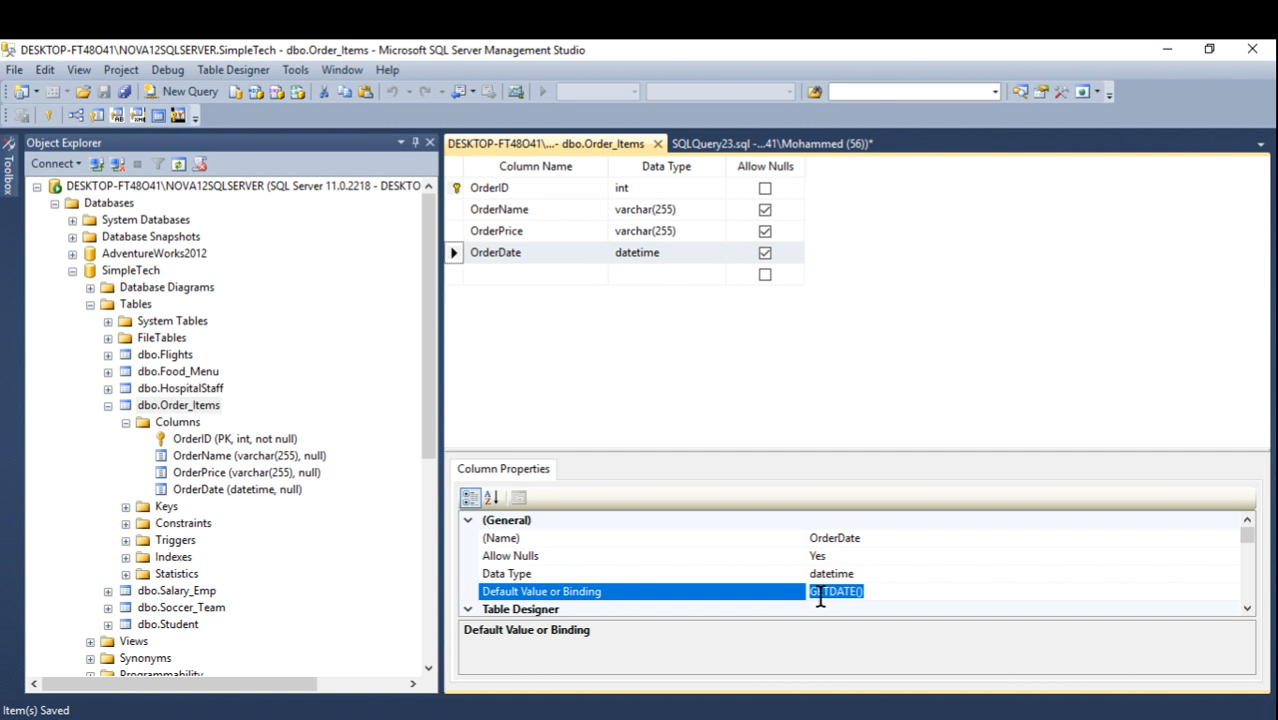 DESKTOP-FT48O41\NOVA12SQLSERVER.SimpleTech - dbo.Order_Items - Microsoft SQL Server Management Studio
File Edit View Project Debug Table Designer Tools Window Help
New Query
Object Explorer
Connect
DESKTOP-FT48O41\NOVA12SQLSERVER (SQL Server 11.0.2218 - DESKTO
Databases
System Databases
Database Snapshots
AdventureWorks2012
SimpleTech
Database Diagrams
Tables
System Tables
FileTables
dbo.Flights
dbo.Food_Menu
dbo.HospitalStaff
dbo.Order_Items
Columns
OrderID (PK, int, not null)
OrderName (varchar(255), null)
OrderPrice (varchar(255), null)
OrderDate (datetime, null)
Keys
Constraints
Triggers
Indexes
Statistics
dbo.Salary_Emp
dbo.Soccer_Team
dbo.Student
Views
Synonyms
Programmability
Toolbox
DESKTOP-FT48O41\...- dbo.Order_Items SQLQuery23.sql -...41\Mohammed (56))*
Column Name Data Type Allow Nulls
OrderID int
OrderName varchar(255)
OrderPrice varchar(255)
OrderDate datetime
Column Properties
(General)
(Name) OrderDate
Allow Nulls Yes
Data Type datetime
Default Value or Binding GETDATE()
Table Designer
Default Value or Binding
Item(s) Saved